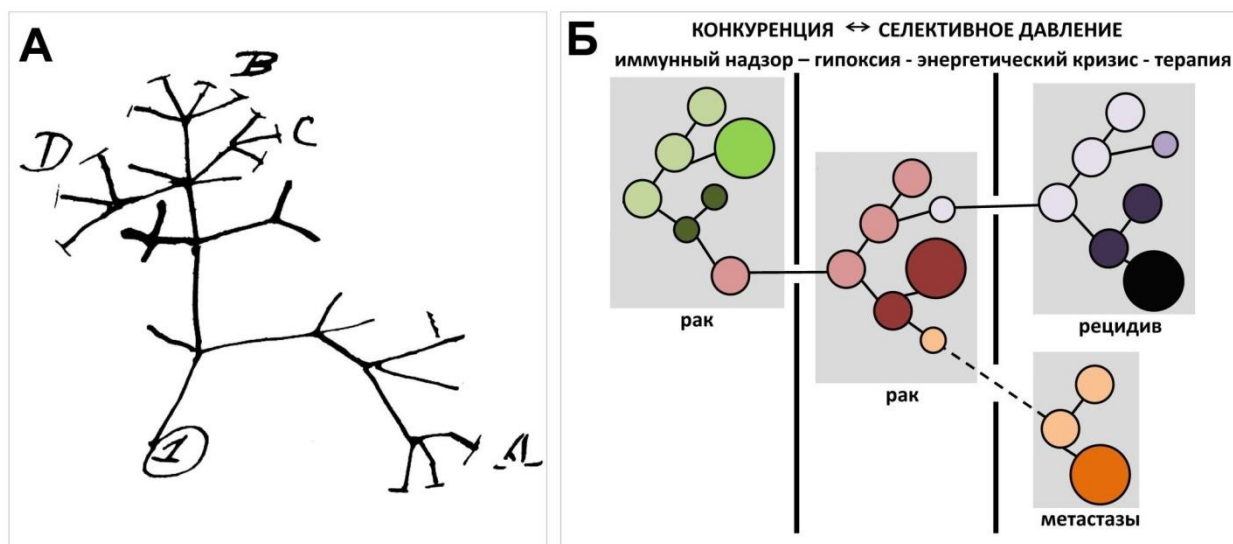 А
B
D
C
1
A
Б
КОНКУРЕНЦИЯ ↔ СЕЛЕКТИВНОЕ ДАВЛЕНИЕ
иммунный надзор – гипоксия - энергетический кризис - терапия
рак
рак
рецидив
метастазы